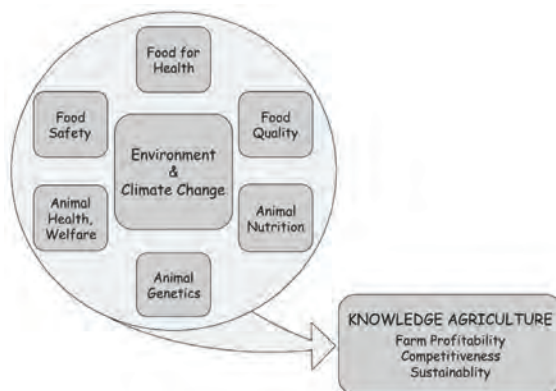 Food for
Health
Food
Safety
Food
Quality
Environment
&
Climate Change
Animal
Health,
Welfare
Animal
Nutrition
Animal
Genetics
KNOWLEDGE AGRICULTURE
Farm Profitability
Competitiveness
Sustainablity